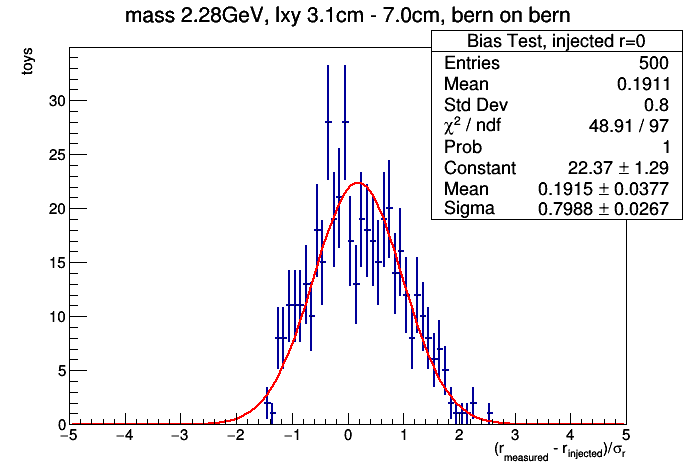 mass 2.28GeV, lxy 3.1cm - 7.0cm, bern on bern
toys
Bias Test, injected r=0
Entries 500
Mean 0.1911
Std Dev 0.8
χ² / ndf 48.91 / 97
Prob 1
Constant 22.37 ± 1.29
Mean 0.1915 ± 0.0377
Sigma 0.7988 ± 0.0267
30
25
20
15
10
5
0
−5 −4 −3 −2 −1 0 1 2 3 4 5
(r_measured - r_injected)/σ_r